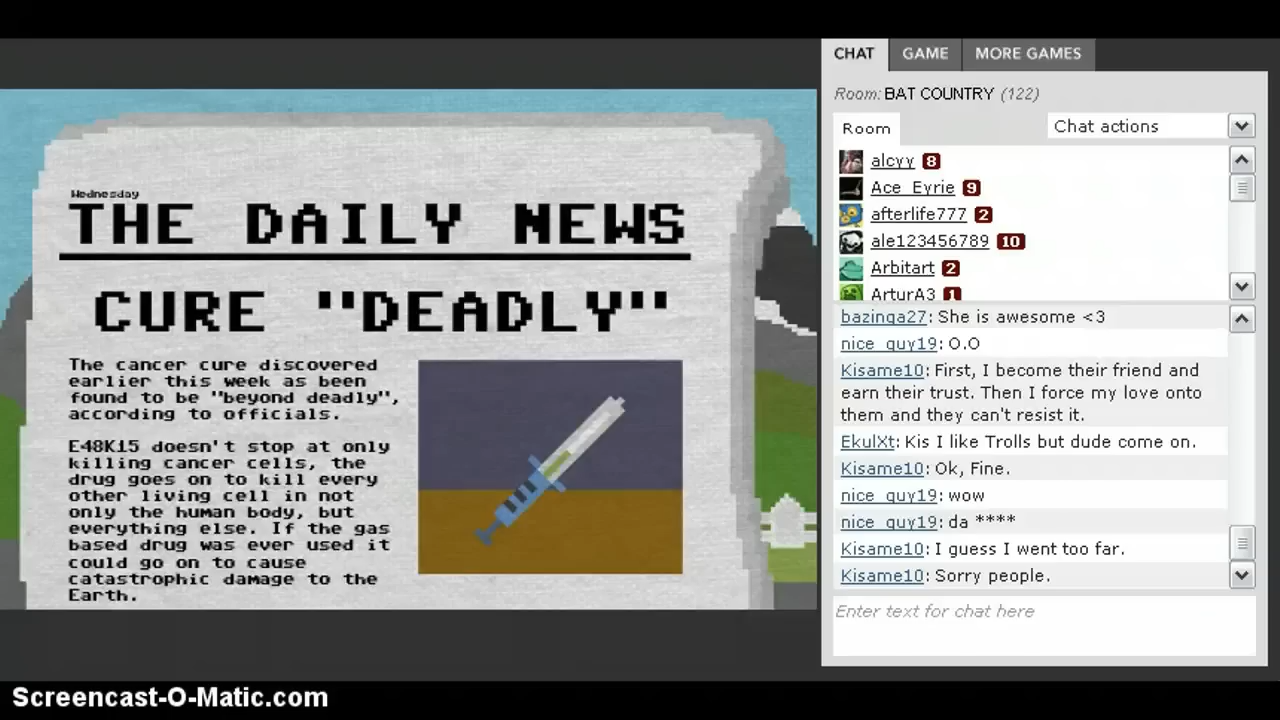 CHAT GAME MORE GAMES
Room: BAT COUNTRY (122)
Room Chat actions
alcyy 8
Ace_Eyrie 9
afterlife777 2
ale123456789 10
Arbitart 2
ArturA3 1
bazinga27: She is awesome <3
nice_guy19: O.O
Kisame10: First, I become their friend and
earn their trust. Then I force my love onto
them and they can't resist it.
EkulXt: Kis I like Trolls but dude come on.
Kisame10: Ok, Fine.
nice_guy19: wow
nice_guy19: da ****
Kisame10: I guess I went too far.
Kisame10: Sorry people.
Enter text for chat here
Wednesday
THE DAILY NEWS
CURE "DEADLY"
The cancer cure discovered
earlier this week as been
found to be "beyond deadly",
according to officials.
E48K15 doesn't stop at only
killing cancer cells, the
drug goes on to kill every
other living cell in not
only the human body, but
everything else. If the gas
based drug was ever used it
could go on to cause
catastrophic damage to the
Earth.
Screencast-O-Matic.com